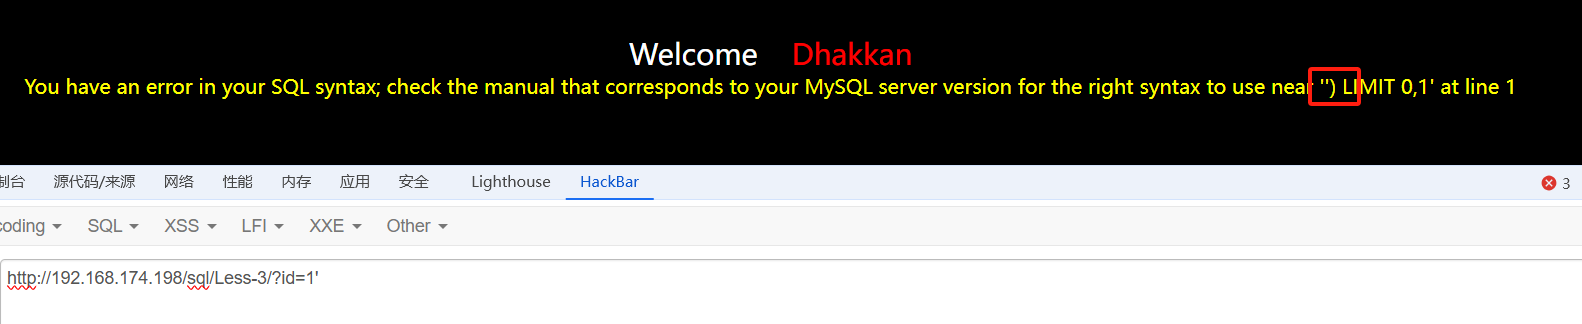 Welcome Dhakkan
You have an error in your SQL syntax; check the manual that corresponds to your MySQL server version for the right syntax to use near '') LIMIT 0,1' at line 1
制台 源代码/来源 网络 性能 内存 应用 安全 Lighthouse HackBar 3
coding SQL XSS LFI XXE Other
http://192.168.174.198/sql/Less-3/?id=1'